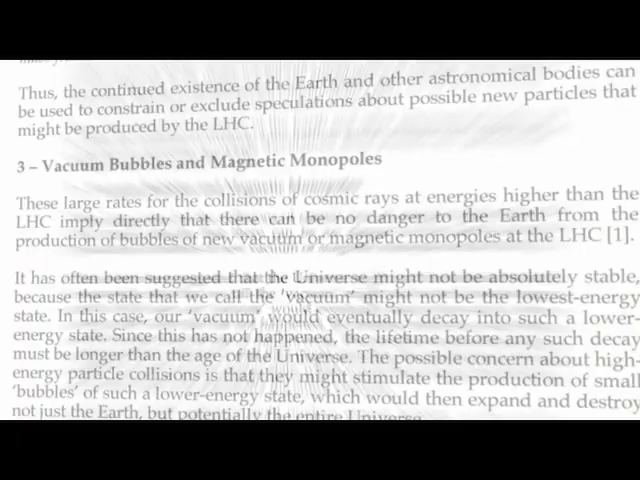 Thus, the continued existence of the Earth and other astronomical bodies can
be used to constrain or exclude speculations about possible new particles that
might be produced by the LHC.
3 – Vacuum Bubbles and Magnetic Monopoles
These large rates for the collisions of cosmic rays at energies higher than the
LHC imply directly that there can be no danger to the Earth from the
production of bubbles of new vacuum or magnetic monopoles at the LHC [1].
It has often been suggested that the Universe might not be absolutely stable,
because the state that we call the 'vacuum' might not be the lowest-energy
state. In this case, our 'vacuum' would eventually decay into such a lower-
energy state. Since this has not happened, the lifetime before any such decay
must be longer than the age of the Universe. The possible concern about high-
energy particle collisions is that they might stimulate the production of small
'bubbles' of such a lower-energy state, which would then expand and destroy
not just the Earth, but potentially the entire Universe.